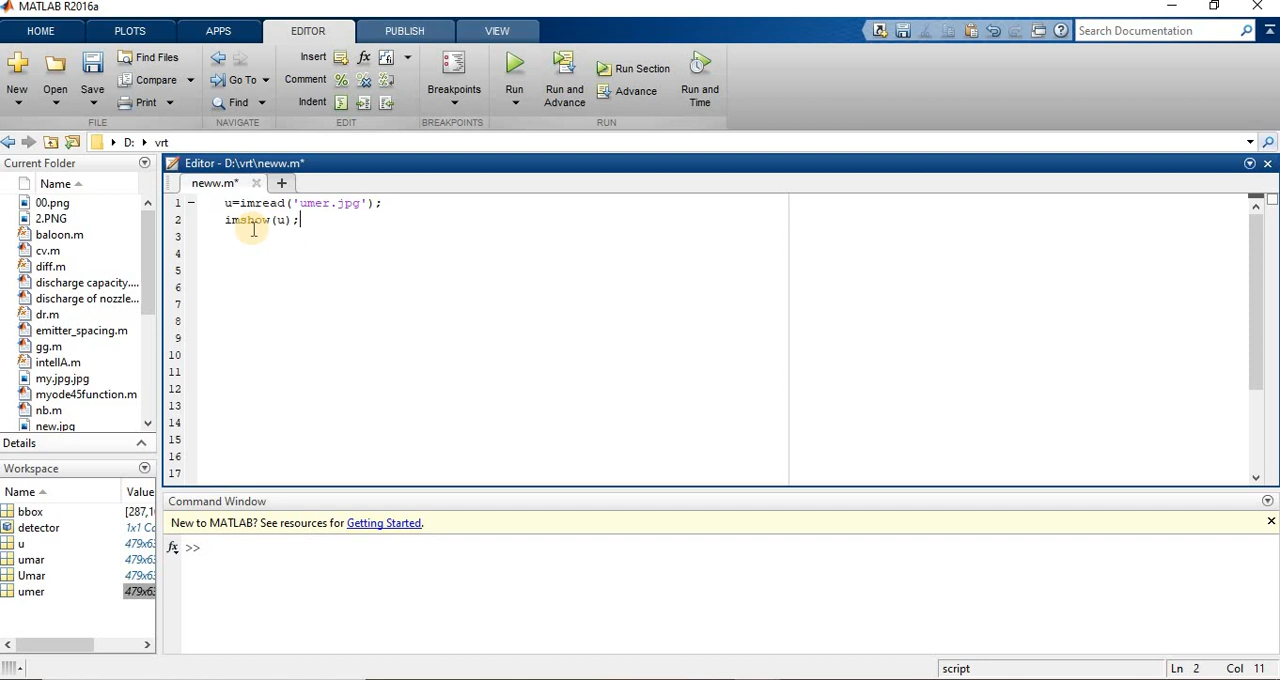 MATLAB R2016a
HOME PLOTS APPS EDITOR PUBLISH VIEW Search Documentation
New Open Save Find Files Compare Print
FILE
Go To Find
NAVIGATE
Insert fx
Comment
Indent
EDIT
Breakpoints
BREAKPOINTS
Run Run and Advance Run Section Advance Run and Time
RUN
D: vrt
Current Folder
Name
00.png
2.PNG
baloon.m
cv.m
diff.m
discharge capacity....
discharge of nozzle...
dr.m
emitter_spacing.m
gg.m
intellA.m
my.jpg.jpg
myode45function.m
nb.m
new.jpg
Details
Workspace
Name Value
bbox [287,1
detector 1x1 Ca
u 479x6
umar 479x6
Umar 479x6
umer 479x6
Editor - D:\vrt\neww.m*
neww.m*
1 u=imread('umer.jpg');
2 imshow(u);
3
4
5
6
7
8
9
10
11
12
13
14
15
16
17
Command Window
New to MATLAB? See resources for Getting Started.
fx >>
script Ln 2 Col 11